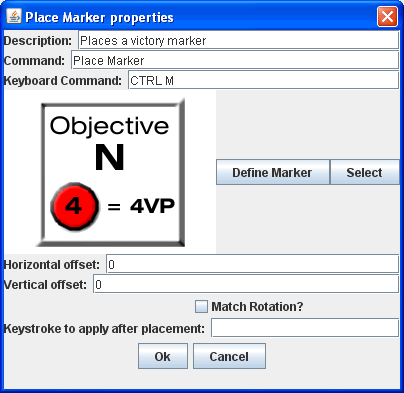 Place Marker properties
Description: Places a victory marker
Command: Place Marker
Keyboard Command: CTRL M
Objective
N
4 = 4VP
Define Marker Select
Horizontal offset: 0
Vertical offset: 0
Match Rotation?
Keystroke to apply after placement:
Ok Cancel